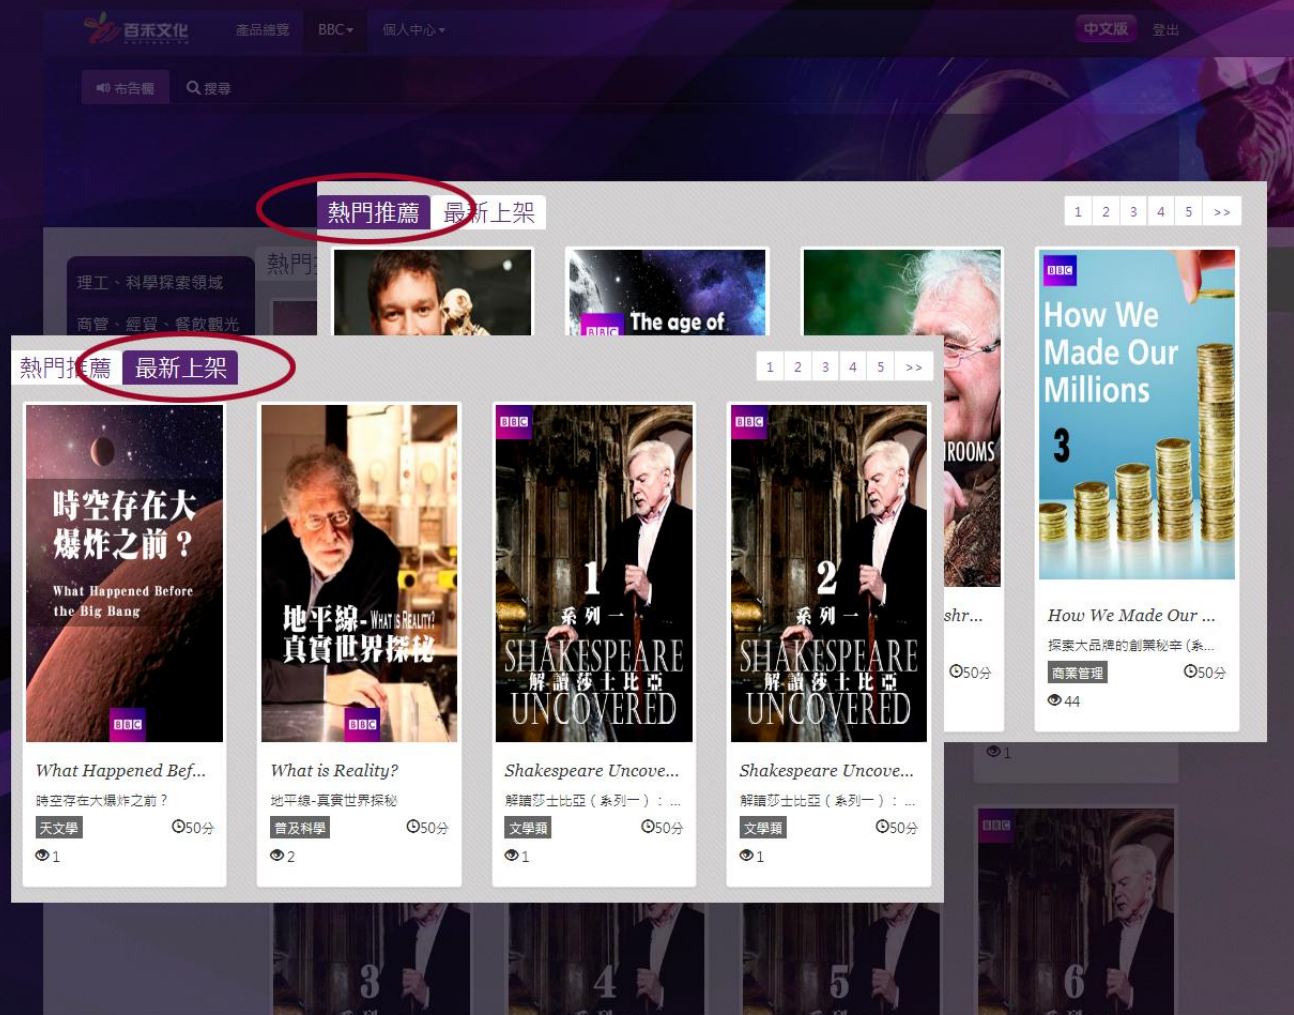 百禾文化
產品總覽 BBC 個人中心 中文版 登出
布告欄 搜尋
熱門推薦 最新上架 1 2 3 4 5 >>
理工、科學探索領域
商管、經貿、餐飲觀光
BBC
The age of
BBC
How We
Made Our
Millions
3
ROOMS
shr...
50分
How We Made Our ...
探索大品牌的創業秘辛 (系...
商業管理 50分
44
熱門推薦 最新上架 1 2 3 4 5 >>
時空存在大
爆炸之前？
What Happened Before
the Big Bang
BBC
What Happened Bef...
時空存在大爆炸之前？
天文學 50分
1
地平線-WHAT IS REALITY?
真實世界探秘
BBC
What is Reality?
地平線-真實世界探秘
普及科學 50分
2
BBC
1
系列一
SHAKESPEARE
解讀莎士比亞
UNCOVERED
Shakespeare Uncove...
解讀莎士比亞（系列一）：...
文學類 50分
1
BBC
2
系列一
SHAKESPEARE
解讀莎士比亞
UNCOVERED
Shakespeare Uncove...
解讀莎士比亞（系列一）：...
文學類 50分
1
1
BBC
3
4
5
6